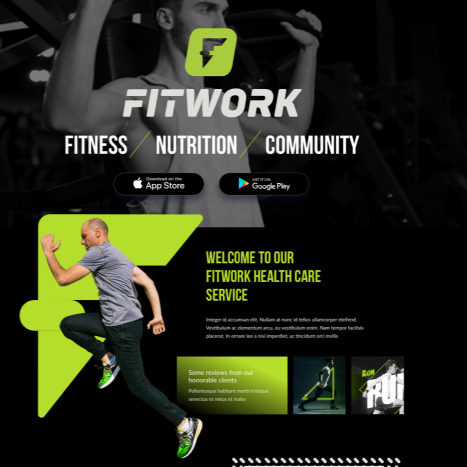 FITWORK
FITNESS / NUTRITION / COMMUNITY
Download on the
App Store
GET IT ON
Google Play
WELCOME TO OUR
FITWORK HEALTH CARE
SERVICE
Integer id accumsan elit. Nullam at nunc id tellus ullamcorper eleifend.
Vestibulum ac elementum arcu, eu vestibulum enim. Nam tempor facilisis
placerat. In ornare leo a nisi imperdiet, ac tincidunt orci mollis
Some reviews from our
honorable clients
Pellentesque habitant morbi tristique
senectus et netus et males
RUN